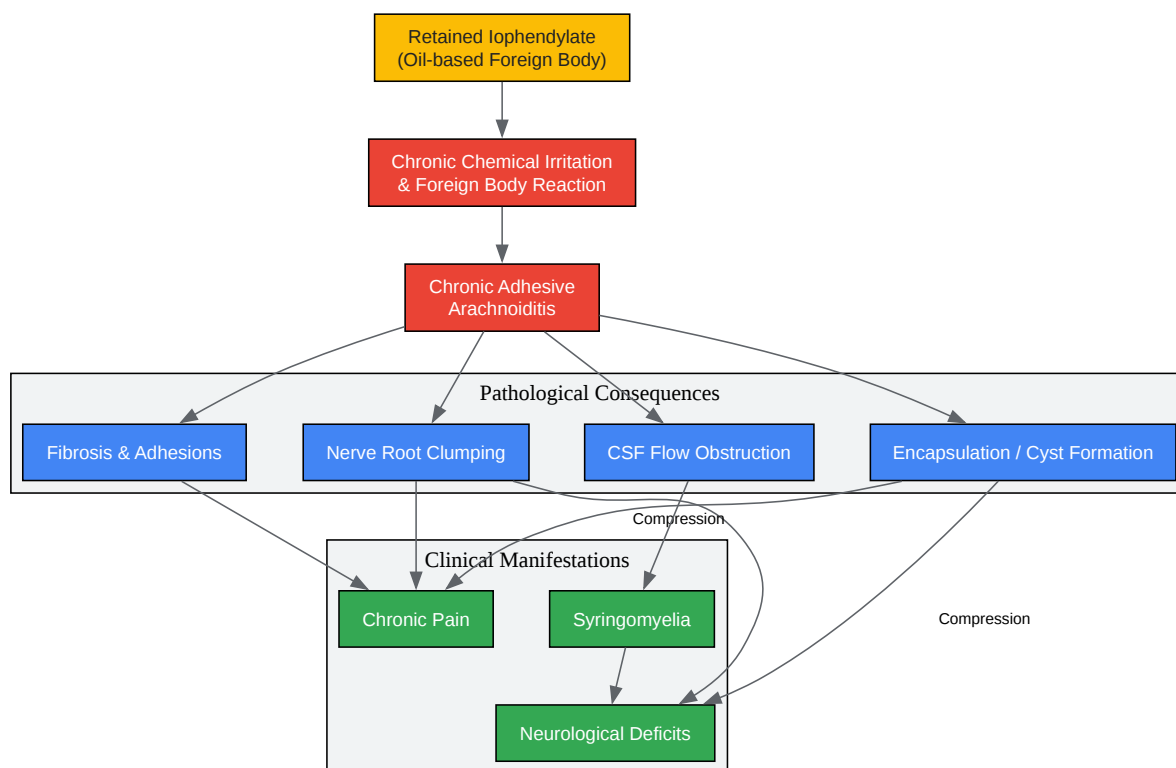 Retained Iophendylate
(Oil-based Foreign Body)
Chronic Chemical Irritation
& Foreign Body Reaction
Chronic Adhesive
Arachnoiditis
Pathological Consequences
Fibrosis & Adhesions
Nerve Root Clumping
CSF Flow Obstruction
Encapsulation / Cyst Formation
Compression
Clinical Manifestations
Chronic Pain
Syringomyelia
Compression
Neurological Deficits